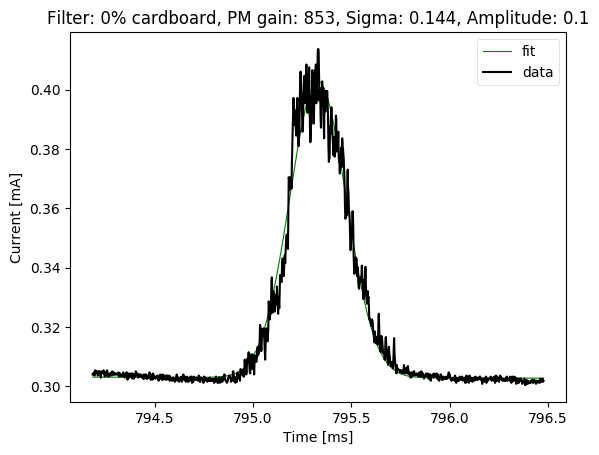 Filter: 0% cardboard, PM gain: 853, Sigma: 0.144, Amplitude: 0.1
fit
data
0.40
0.38
0.36
0.34
0.32
0.30
Current [mA]
794.5
795.0
795.5
796.0
796.5
Time [ms]